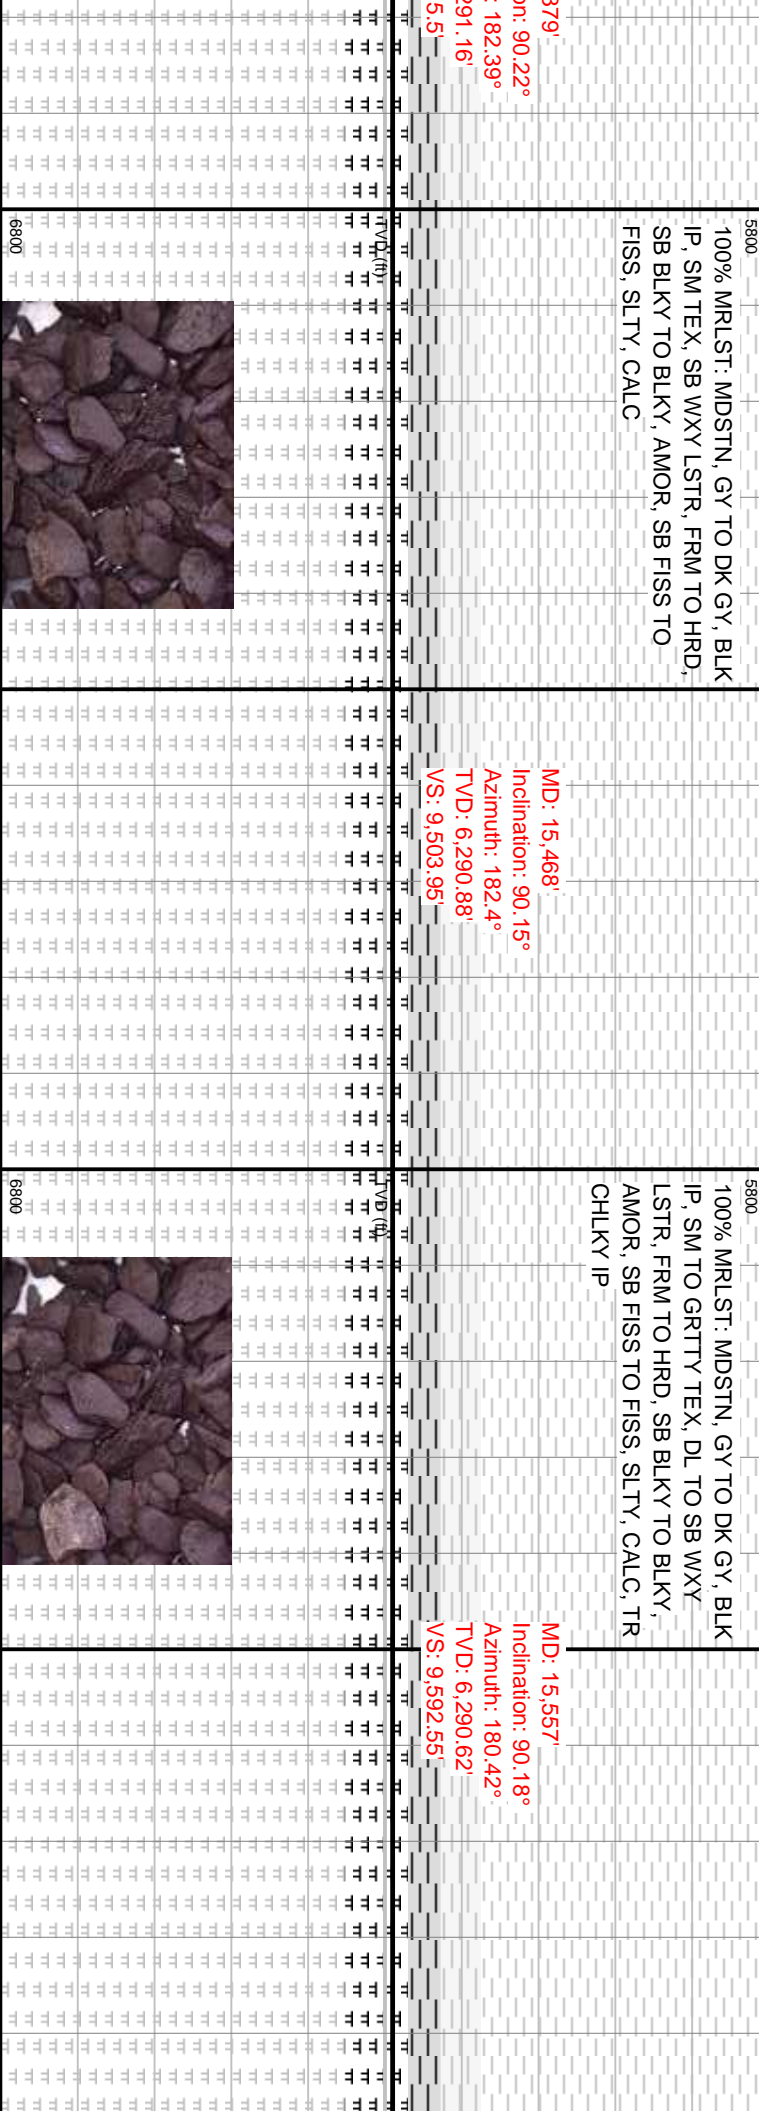 379'
on: 90.22°
: 182.39°
291.16'
5.5'
5800
100% MRLST: MDSTN, GY TO DK GY, BLK
IP, SM TEX, SB WXY LSTR, FRM TO HRD,
SB BLKY TO BLKY, AMOR, SB FISS TO
FISS, SLTY, CALC
TVD (ft)
6800
MD: 15,468'
Inclination: 90.15°
Azimuth: 182.4°
TVD: 6,290.88'
VS: 9,503.95'
5800
100% MRLST: MDSTN, GY TO DK GY, BLK
IP, SM TO GRTTY TEX, DL TO SB WXY
LSTR, FRM TO HRD, SB BLKY TO BLKY,
AMOR, SB FISS TO FISS, SLTY, CALC, TR
CHLKY IP
TVD (ft)
6800
MD: 15,557'
Inclination: 90.18°
Azimuth: 180.42°
TVD: 6,290.62'
VS: 9,592.55'